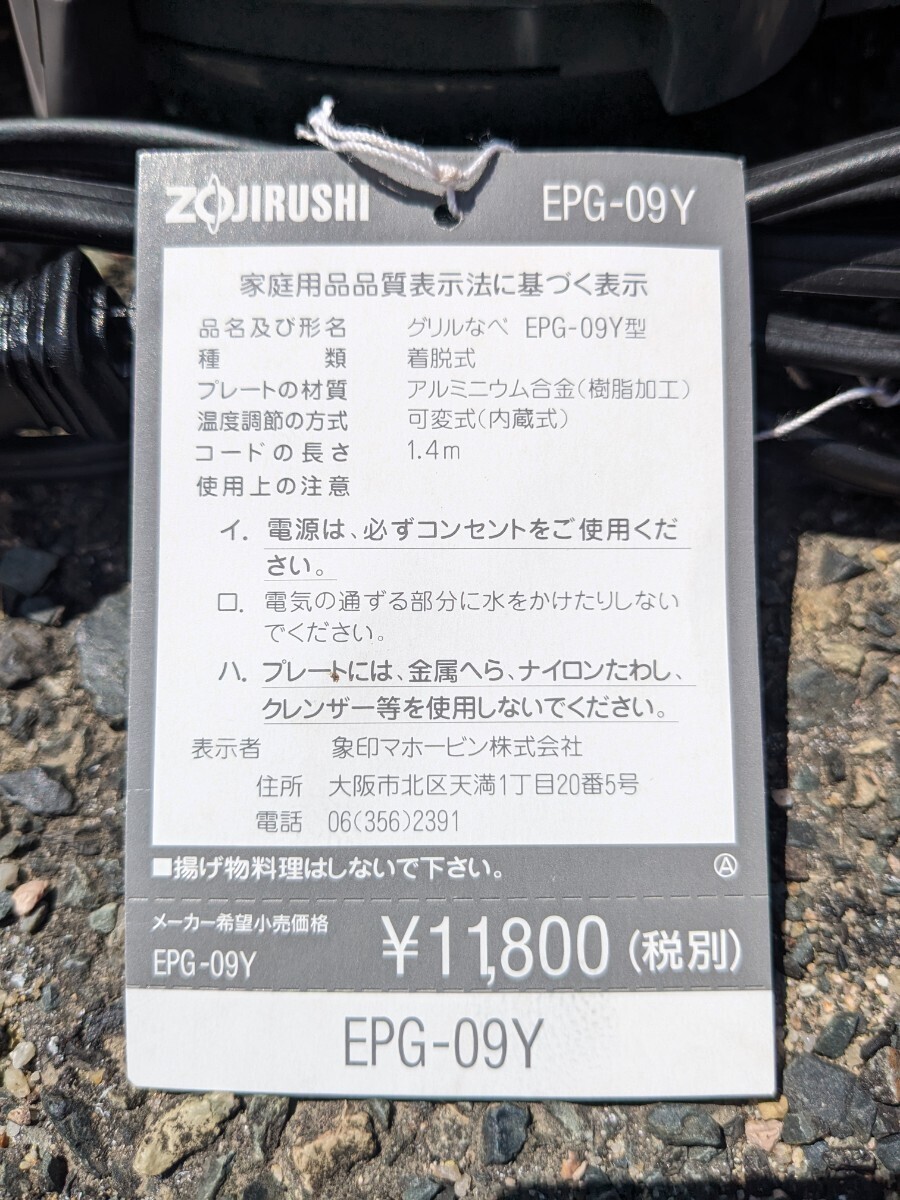 ZOJIRUSHI EPG-09Y
家庭用品品質表示法に基づく表示
品名及び形名 グリルなべ EPG-09Y型
種類 着脱式
プレートの材質 アルミニウム合金(樹脂加工)
温度調節の方式 可変式(内蔵式)
コードの長さ 1.4m
使用上の注意
イ. 電源は、必ずコンセントをご使用くだ
さい。
ロ. 電気の通ずる部分に水をかけたりしない
でください。
ハ. プレートには、金属へら、ナイロンたわし、
クレンザー等を使用しないでください。
表示者 象印マホービン株式会社
住所 大阪市北区天満1丁目20番5号
電話 06(356)2391
■揚げ物料理はしないで下さい。 Ⓐ
メーカー希望小売価格
EPG-09Y ¥11,800(税別)
EPG-09Y